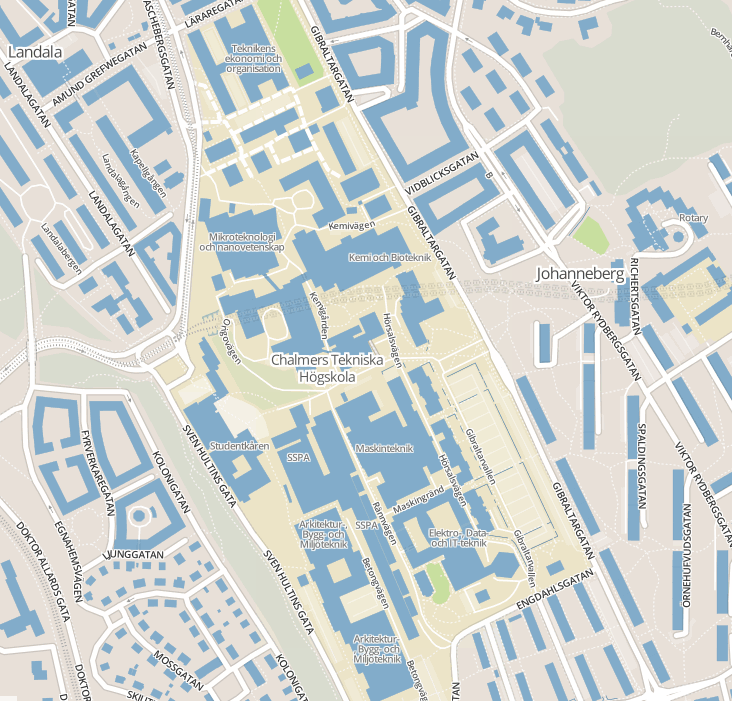 LÄRAREGATAN
ASCHEBERGSGATAN
Landala
AMUND GREFWEGATAN
LANDALAGATAN
Teknikens
ekonomi och
organisation
GIBRALTARGATAN
Kapellgången
Landalagången
LANDALAGATAN
Landalabergen
VIDBLICKSGATAN
B
GIBRALTARGATAN
Kemivägen
Mikroteknologi
och nanovetenskap
Kemi och Bioteknik
Rotary
Johanneberg
RICHERTSGATAN
VIKTOR RYDBERGSGATAN
Origovägen
Kemigården
Hörsalsvägen
Chalmers Tekniska
Högskola
SVEN HULTINS GATA
Studentkåren
SSPA
Maskinteknik
Hörsalsvägen
Gibraltarvallen
SPALDINGSGATAN
VIKTOR RYDBERGSGATAN
FYRVERKAREGATAN
KOLONIGATAN
EGNAHEMSVÄGEN
DOKTOR ALLARDS GATA
LJUNGGATAN
Maskingränd
Rännvägen
SSPA
Arkitektur-,
Bygg- och
Miljöteknik
Elektro-, Data-
och IT-teknik
Gibraltarvallen
GIBRALTARGATAN
ORNEHUFVUDSGATAN
Betongvägen
SVEN HULTINS GATA
ENGDAHLSGATAN
MOSSGATAN
KOLONIGATAN
DOKTOR
Arkitektur-,
Bygg- och
Miljöteknik